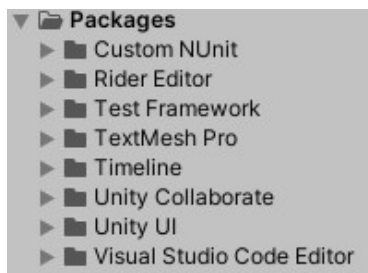 Packages
Custom NUnit
Rider Editor
Test Framework
TextMesh Pro
Timeline
Unity Collaborate
Unity UI
Visual Studio Code Editor